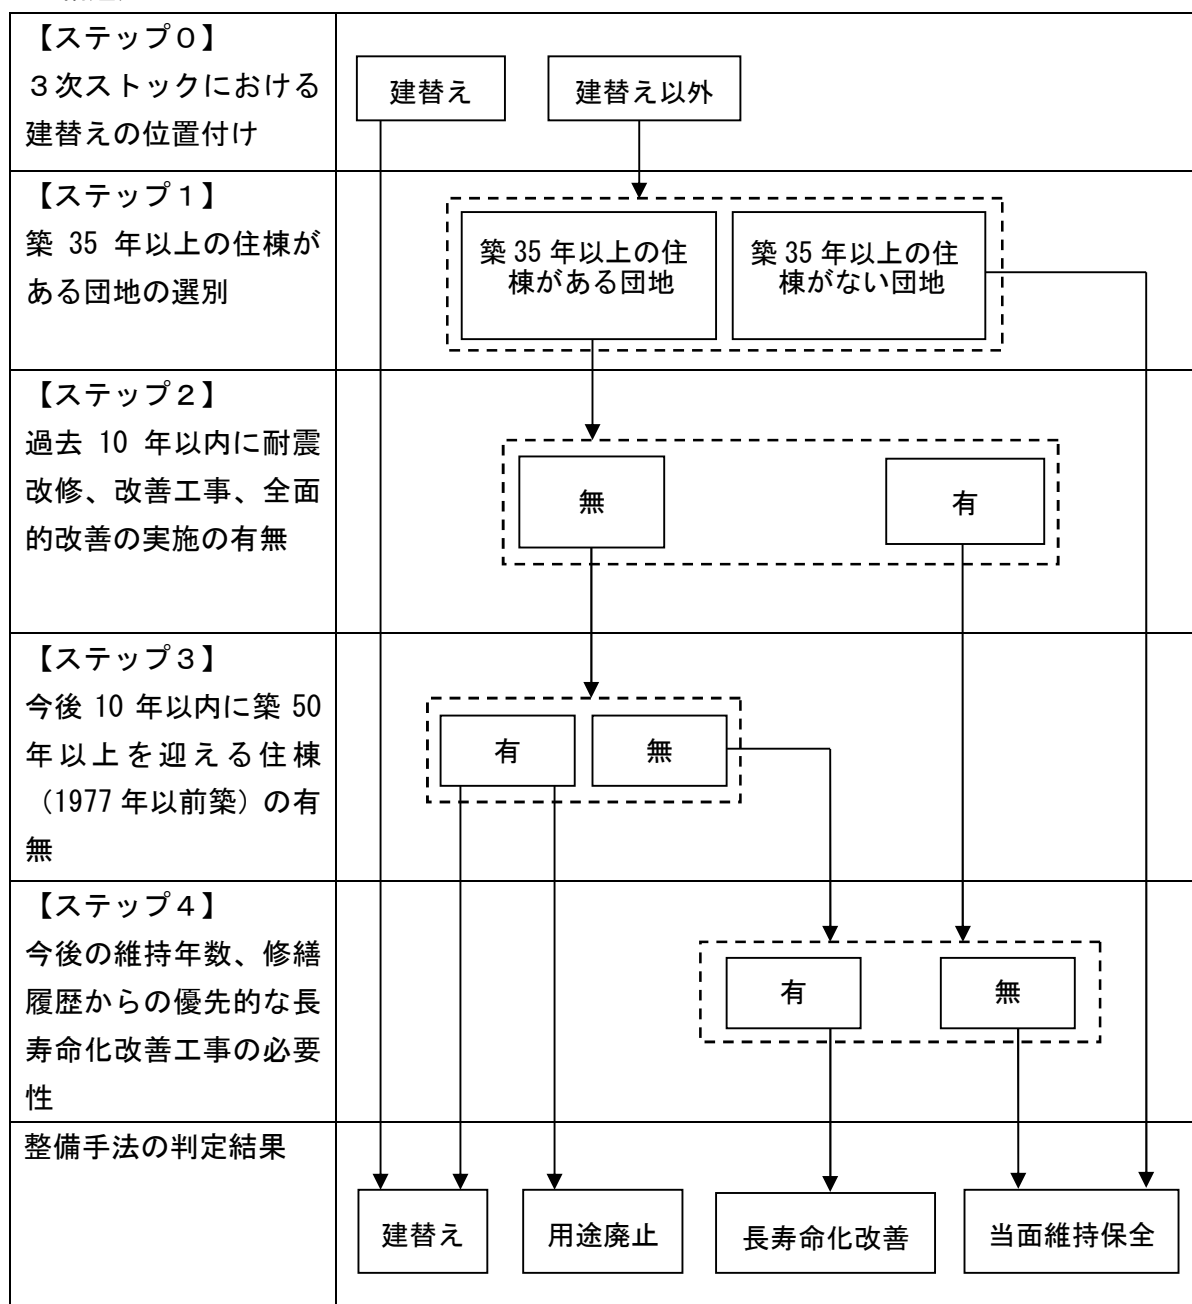 【ステップ０】
３次ストックにおける
建替えの位置付け
建替え
建替え以外
【ステップ１】
築 35 年以上の住棟が
ある団地の選別
築 35 年以上の住
棟がある団地
築 35 年以上の住
棟がない団地
【ステップ２】
過去 10 年以内に耐震
改修、改善工事、全面
的改善の実施の有無
無
有
【ステップ３】
今後 10 年以内に築 50
年以上を迎える住棟
（1977 年以前築）の有
無
有
無
【ステップ４】
今後の維持年数、修繕
履歴からの優先的な長
寿命化改善工事の必要
性
有
無
整備手法の判定結果
建替え
用途廃止
長寿命化改善
当面維持保全